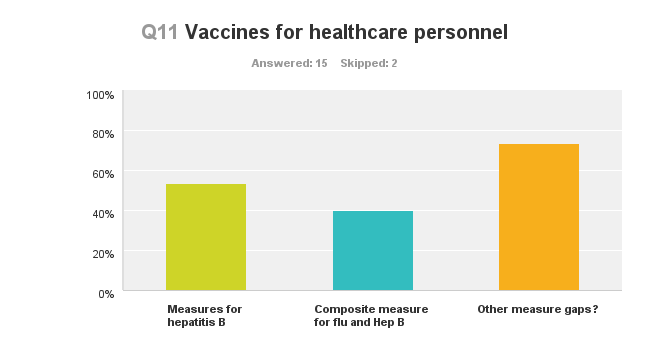 Q11 Vaccines for healthcare personnel
Answered: 15 Skipped: 2
100%
80%
60%
40%
20%
0%
Measures for
hepatitis B
Composite measure
for flu and Hep B
Other measure gaps?